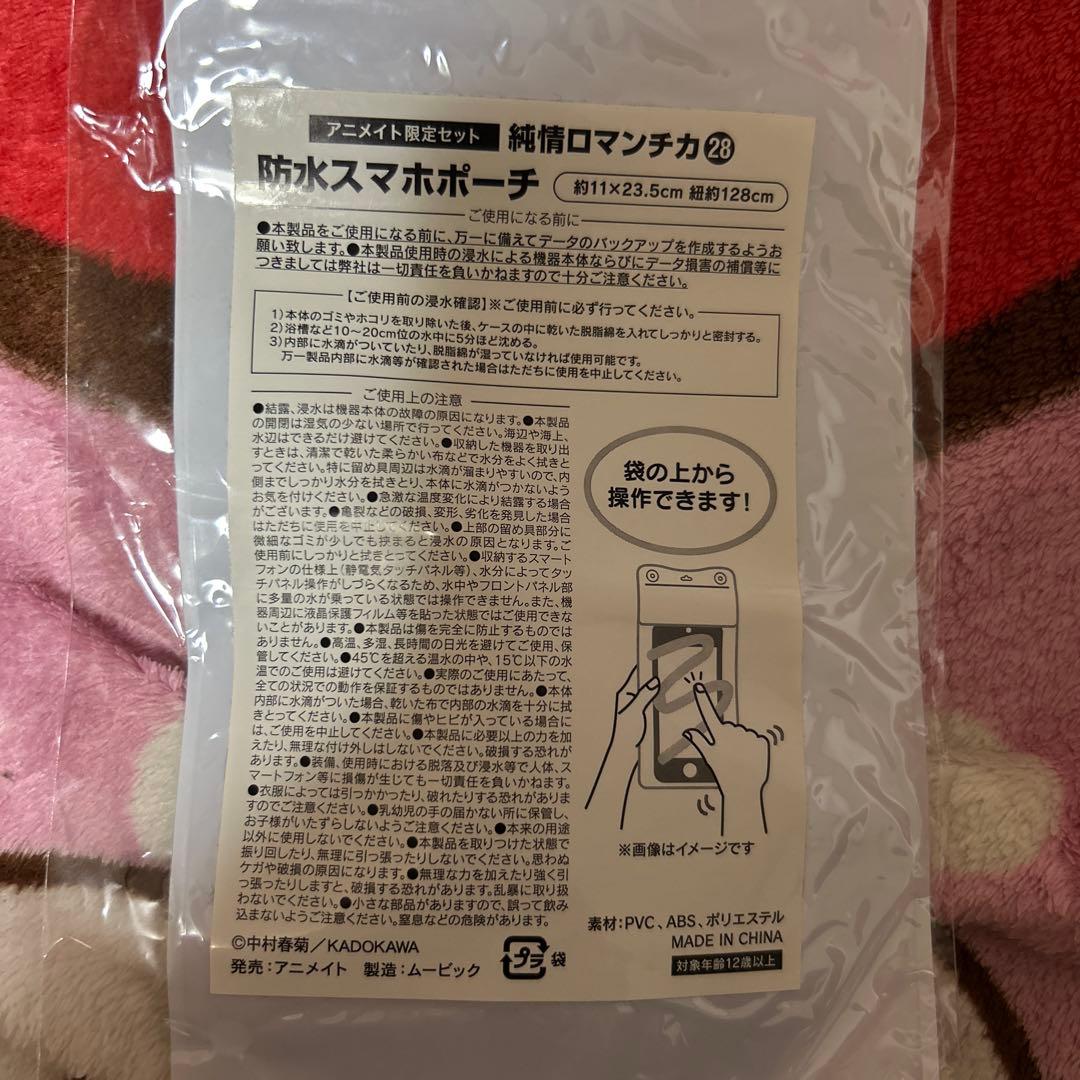 アニメイト限定セット 純情ロマンチカ28
防水スマホポーチ 約11×23.5cm 紐約128cm
ご使用になる前に
●本製品をご使用になる前に、万一に備えてデータのバックアップを作成するようお
願い致します。●本製品使用時の浸水による機器本体ならびにデータ損害の補償等に
つきましては弊社は一切責任を負いかねますので十分ご注意ください。
【ご使用前の浸水確認】※ご使用前に必ず行ってください。
1)本体のゴミやホコリを取り除いた後、ケースの中に乾いた脱脂綿を入れてしっかりと密封する。
2)浴槽など10〜20cm位の水中に5分ほど沈める。
3)内部に水滴がついていたり、脱脂綿が湿っていなければ使用可能です。
万一製品内部に水滴等が確認された場合はただちに使用を中止してください。
ご使用上の注意
●結露、浸水は機器本体の故障の原因になります。●本製品
の開閉は湿気の少ない場所で行ってください。海辺や海上、
水辺はできるだけ避けてください。●収納した機器を取り出
すときは、清潔で乾いた柔らかい布などで水分をよく拭きと
ってください。特に留め具周辺は水滴が溜まりやすいので、内
側までしっかり水分を拭きとり、本体に水滴がつかないよう
お気を付けください。●急激な温度変化により結露する場合
がございます。●亀裂などの破損、変形、劣化を発見した場合
はただちに使用を中止してください。●上部の留め具部分に
微細なゴミが少しでも挟まると浸水の原因となります。ご
使用前にしっかりと拭きとってください。●収納するスマート
フォンの仕様上(静電気タッチパネル等)、水分によってタッ
チパネル操作がしづらくなるため、水中やフロントパネル部
に多量の水が乗っている状態では操作できません。また、機
器周辺に液晶保護フィルム等を貼った状態ではご使用できな
いことがあります。●本製品は傷を完全に防止するものでは
ありません。●高温、多湿、長時間の日光を避けてご使用、保
管してください。●45℃を超える温水の中や、15℃以下の水
温でのご使用は避けてください。●実際のご使用にあたって、
全ての状況での動作を保証するものではありません。●本体
内部に水滴がついた場合、乾いた布で内部の水滴を十分に拭
きとってください。●本製品に傷やヒビが入っている場合に
は、ご使用を中止してください。●本製品に必要以上の力を加
えたり、無理な付け外しはしないでください。破損する恐れが
あります。●装備、使用時における脱落及び浸水等で人体、ス
マートフォン等に損傷が生じても一切責任を負いかねます。
●衣服によっては引っかかったり、破れたりする恐れがありま
すのでご注意ください。●乳幼児の手の届かない所に保管し、
お子様がいたずらしないようご注意ください。●本来の用途
以外に使用しないでください。●本製品を取りつけた状態で
振り回したり、無理に引っ張ったりしないでください。思わぬ
ケガや破損の原因になります。●無理な力を加えたり強く引
っ張ったりしますと、破損する恐れがあります。乱暴に取り扱
わないでください。●小さな部品がありますので、誤って飲み
込まないようご注意ください。窒息などの危険があります。
袋の上から
操作できます!
※画像はイメージです
素材:PVC、ABS、ポリエステル
MADE IN CHINA
対象年齢12歳以上
©中村春菊/KADOKAWA
発売:アニメイト 製造:ムービック
プラ 袋